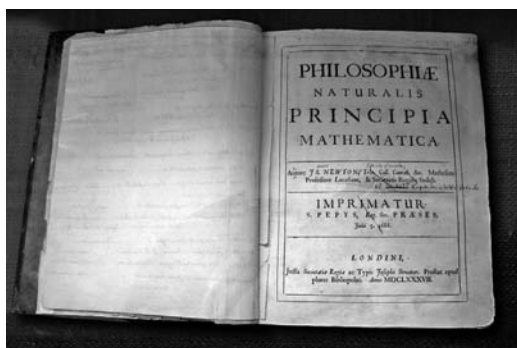 PHILOSOPHIÆ
NATURALIS
PRINCIPIA
MATHEMATICA.
Autore J S. NEWTON, Trin. Coll. Cantab. Soc. Matheseos
Professore Lucasiano, & Societatis Regalis Sodali.
IMPRIMATUR.
S. PEPYS, Reg. Soc. PRÆSES.
Julii 5. 1686.
LONDINI,
Jussu Societatis Regiæ ac Typis Josephi Streater. Prostat apud
plures Bibliopolas. Anno MDCLXXXVII.